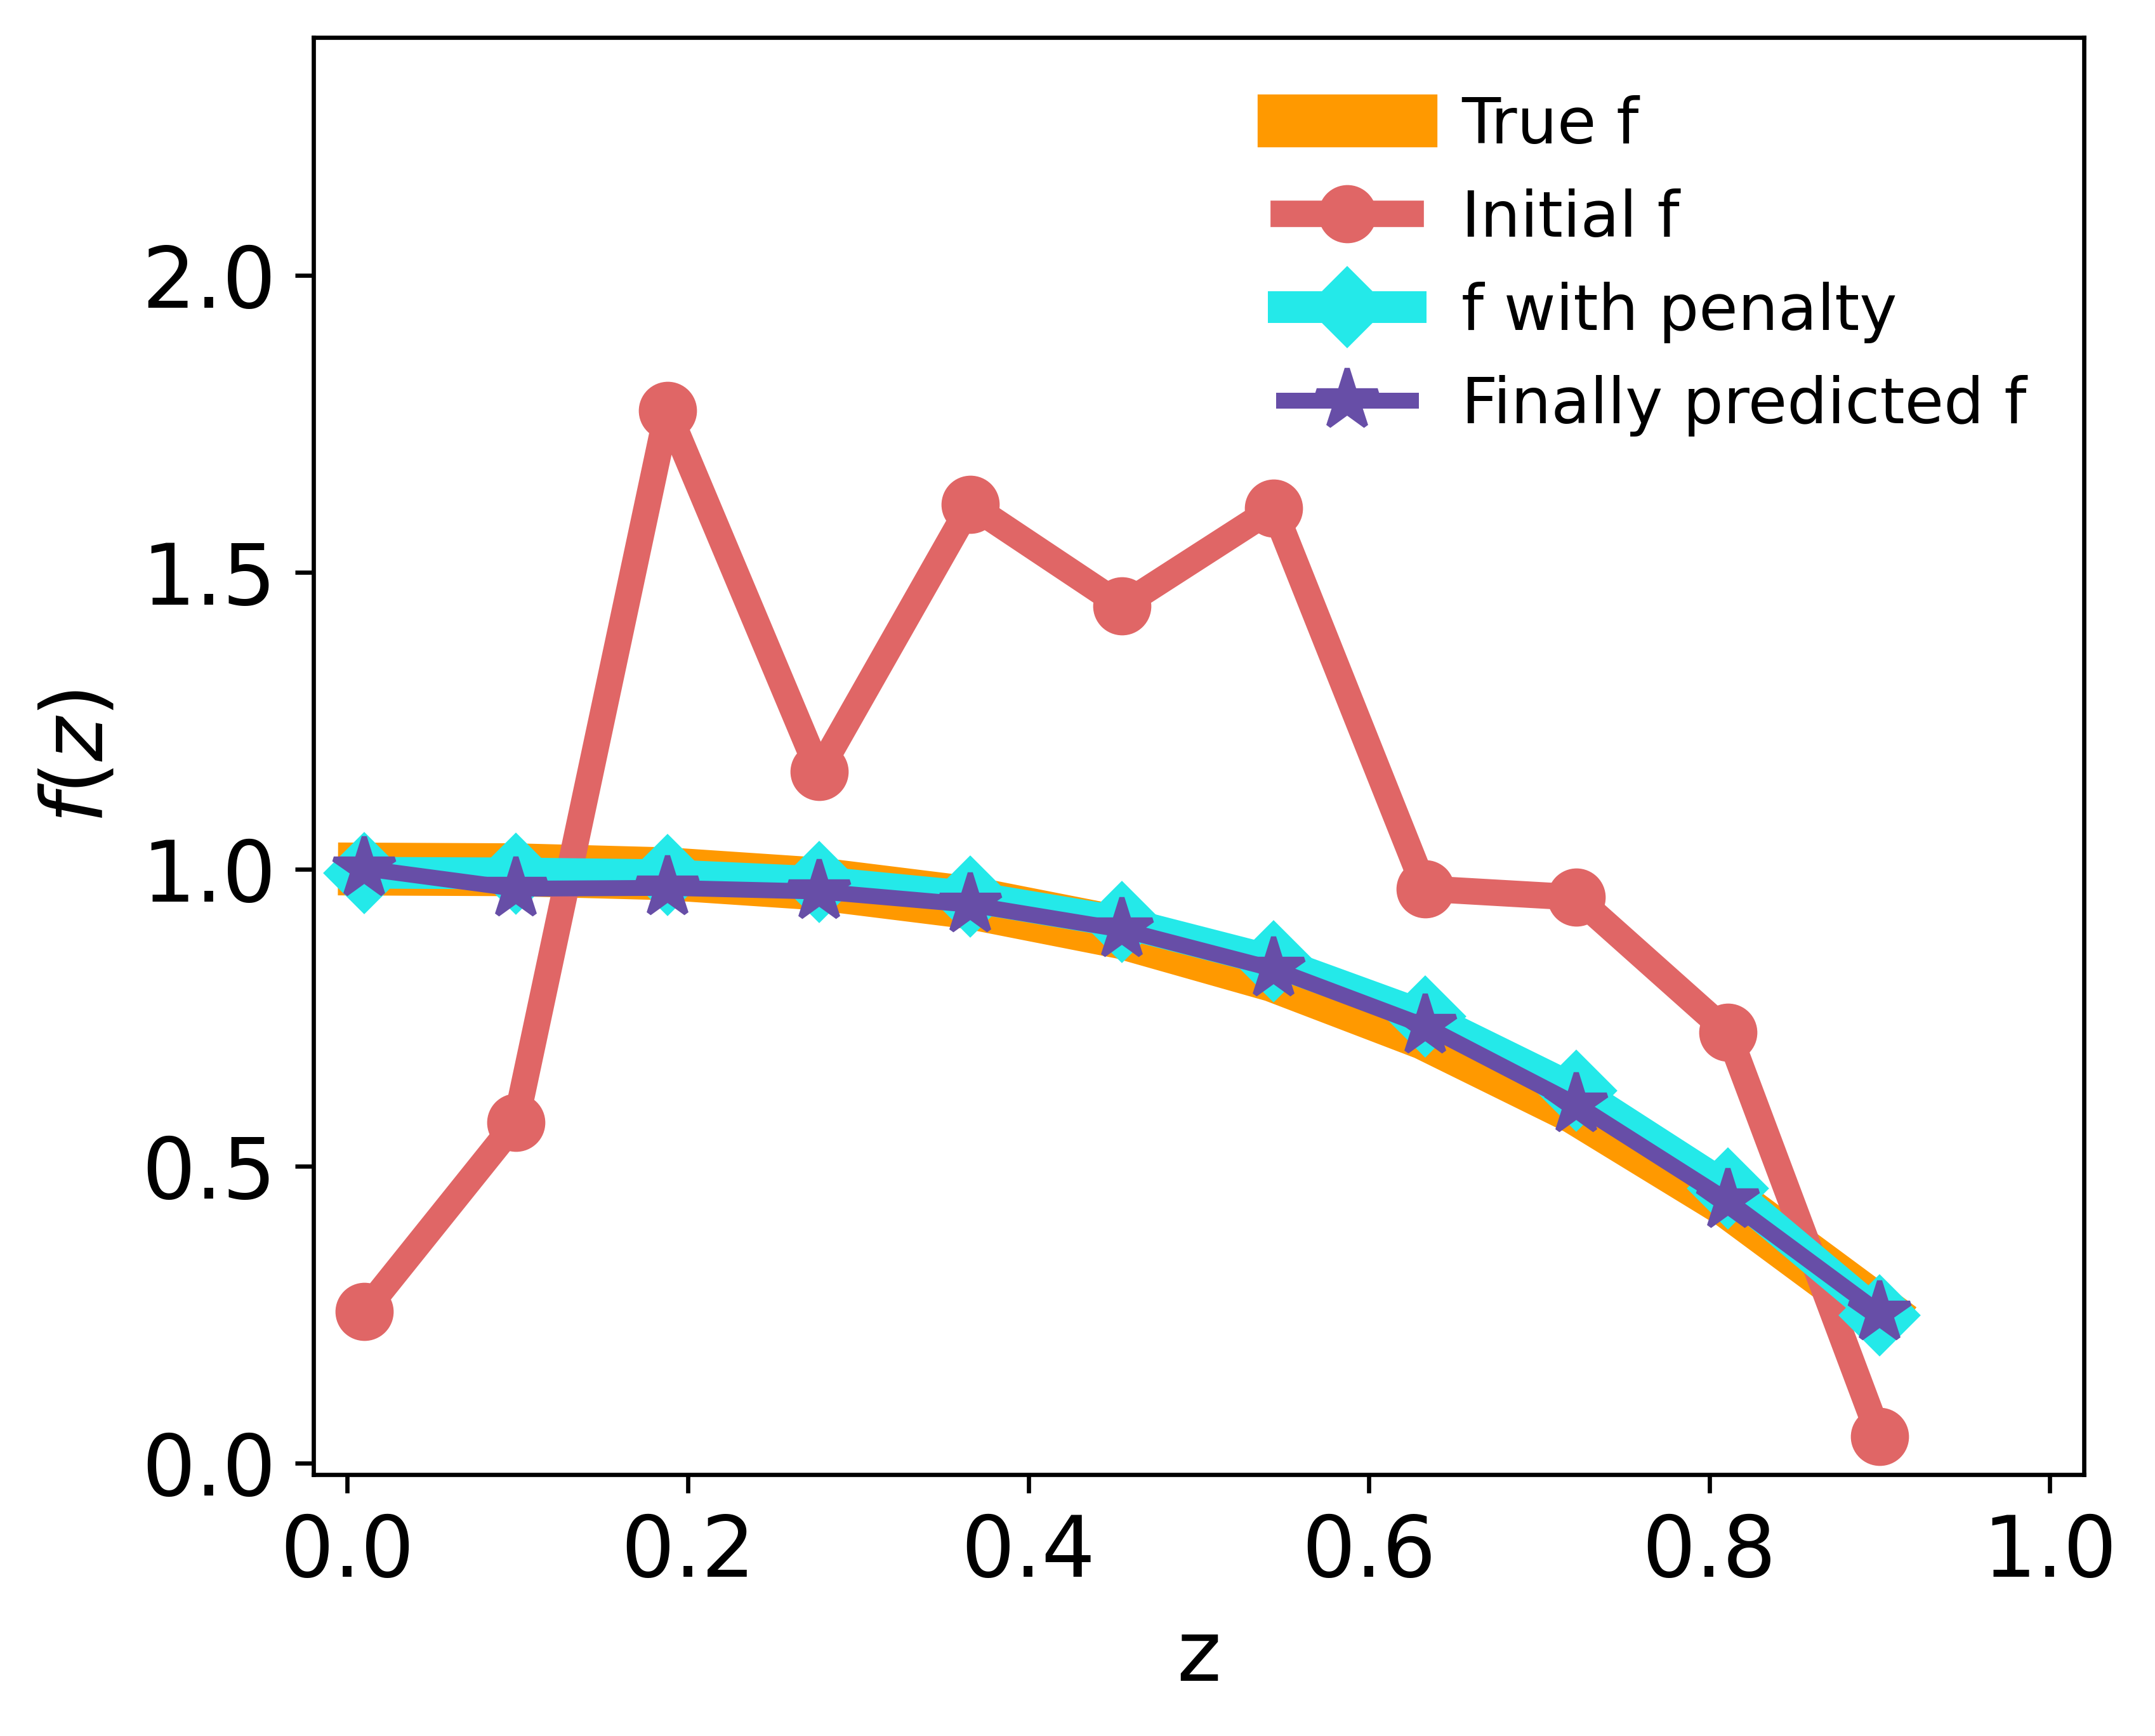 True f
Initial f
f with penalty
Finally predicted f
2.0
1.5
1.0
0.5
0.0
f(z)
0.0 0.2 0.4 0.6 0.8 1.0
z